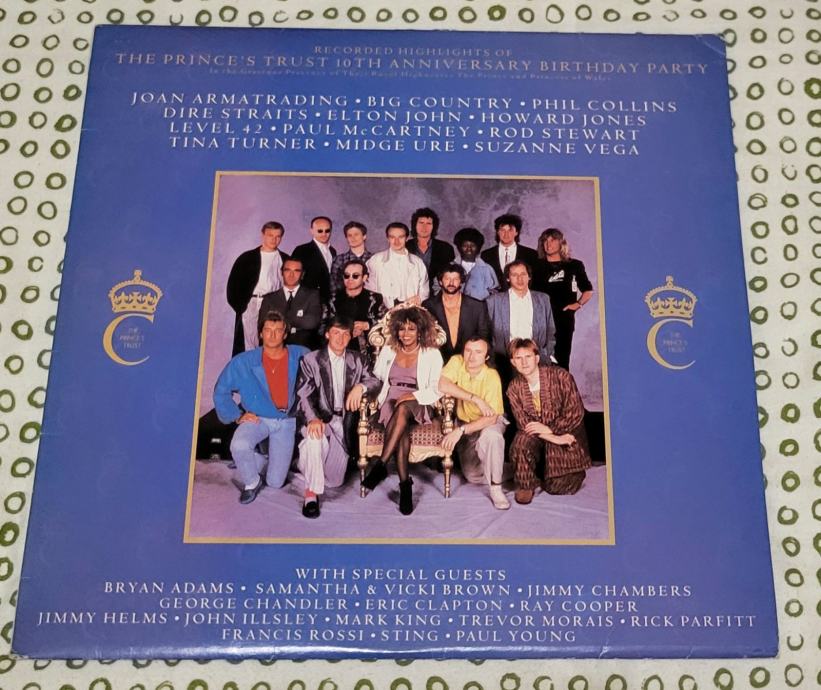 RECORDED HIGHLIGHTS OF
THE PRINCE'S TRUST 10TH ANNIVERSARY BIRTHDAY PARTY
In the Gracious Presence of Their Royal Highnesses The Prince and Princess of Wales
JOAN ARMATRADING • BIG COUNTRY • PHIL COLLINS
DIRE STRAITS • ELTON JOHN • HOWARD JONES
LEVEL 42 • PAUL McCARTNEY • ROD STEWART
TINA TURNER • MIDGE URE • SUZANNE VEGA
THE
PRINCE'S
TRUST
THE
PRINCE'S
TRUST
WITH SPECIAL GUESTS
BRYAN ADAMS • SAMANTHA & VICKI BROWN • JIMMY CHAMBERS
GEORGE CHANDLER • ERIC CLAPTON • RAY COOPER
JIMMY HELMS • JOHN ILLSLEY • MARK KING • TREVOR MORAIS • RICK PARFITT
FRANCIS ROSSI • STING • PAUL YOUNG